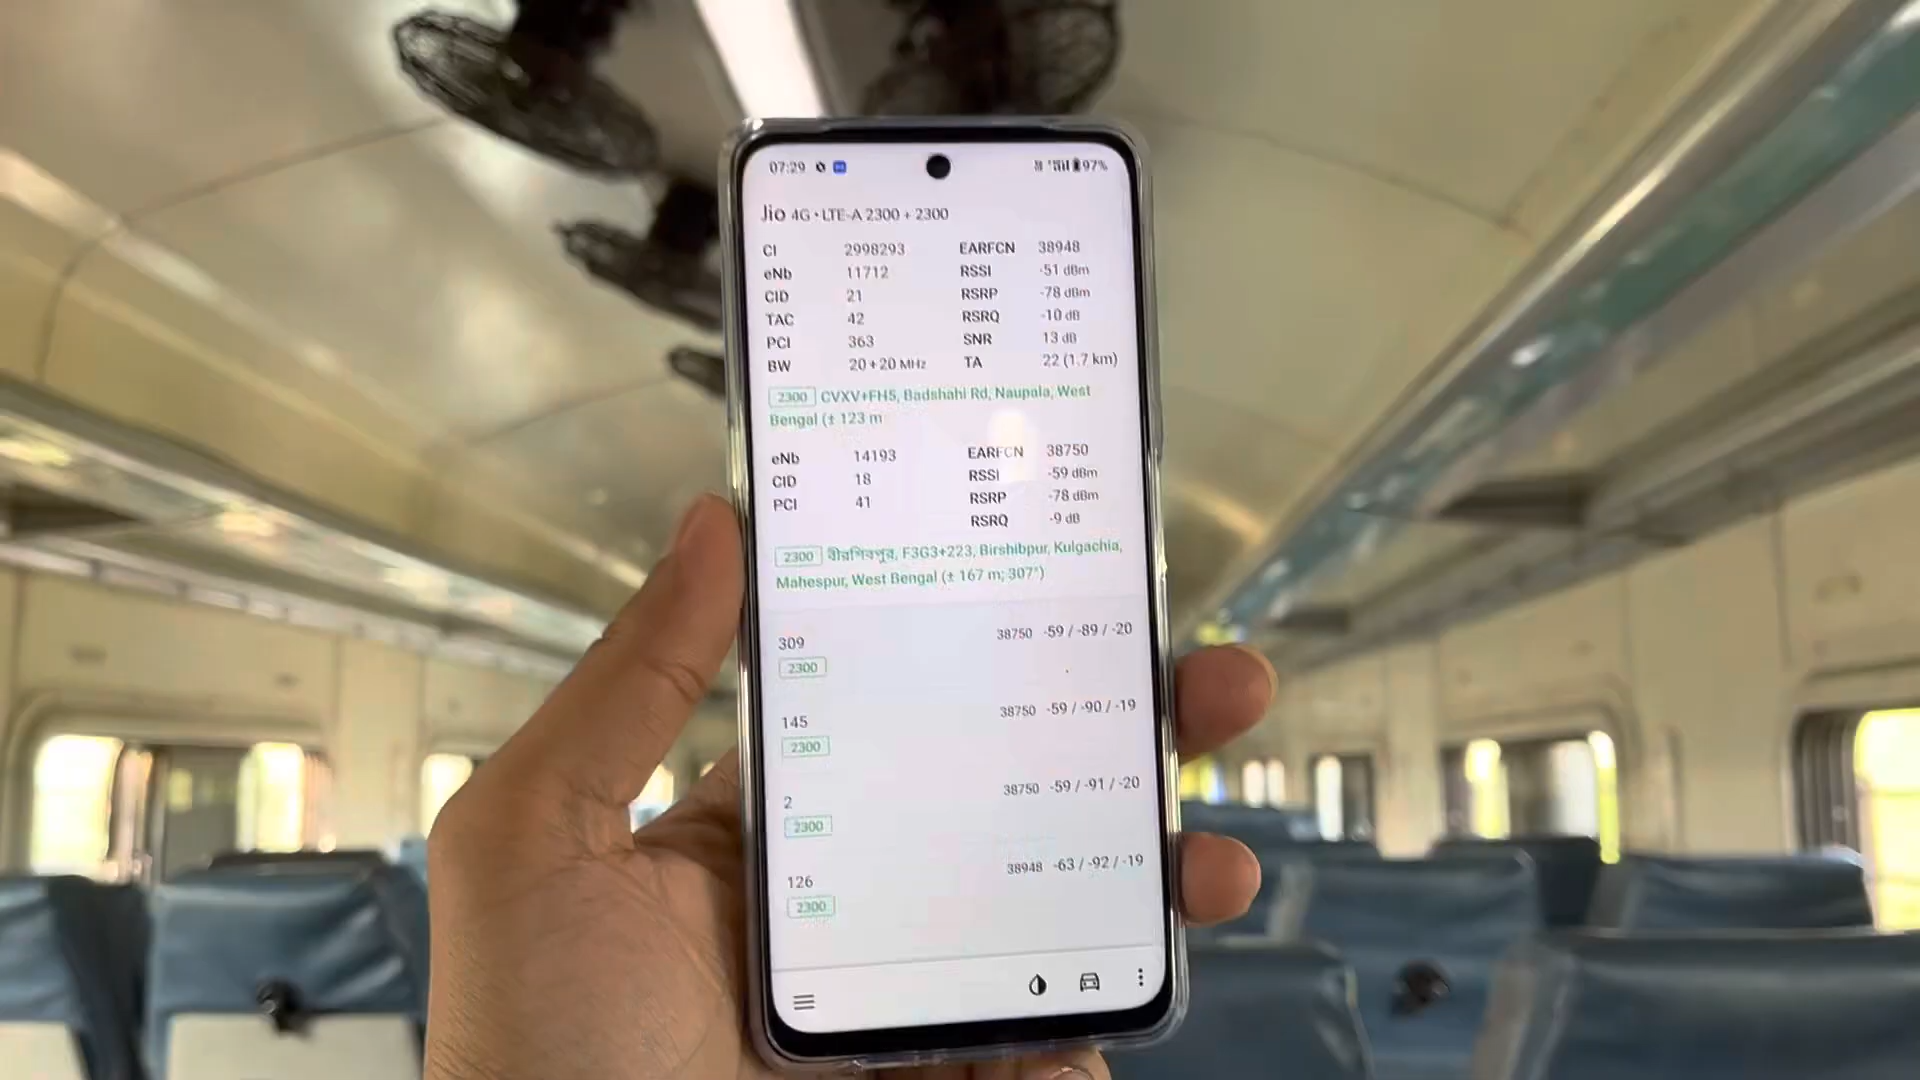 07:29
97%
Jio 4G • LTE-A 2300 + 2300
CI 2998293 EARFCN 38948
eNb 11712 RSSI -51 dBm
CID 21 RSRP -78 dBm
TAC 42 RSRQ -10 dB
PCI 363 SNR 13 dB
BW 20+20 MHz TA 22 (1.7 km)
2300 CVXV+FH5, Badshahi Rd, Naupala, West
Bengal (± 123 m
eNb 14193 EARFCN 38750
CID 18 RSSI -59 dBm
PCI 41 RSRP -78 dBm
RSRQ -9 dB
2300 বীরশিবপুর, F3G3+223, Birshibpur, Kulgachia,
Mahespur, West Bengal (± 167 m; 307°)
309 38750 -59 / -89 / -20
2300
145 38750 -59 / -90 / -19
2300
2 38750 -59 / -91 / -20
2300
126 38948 -63 / -92 / -19
2300